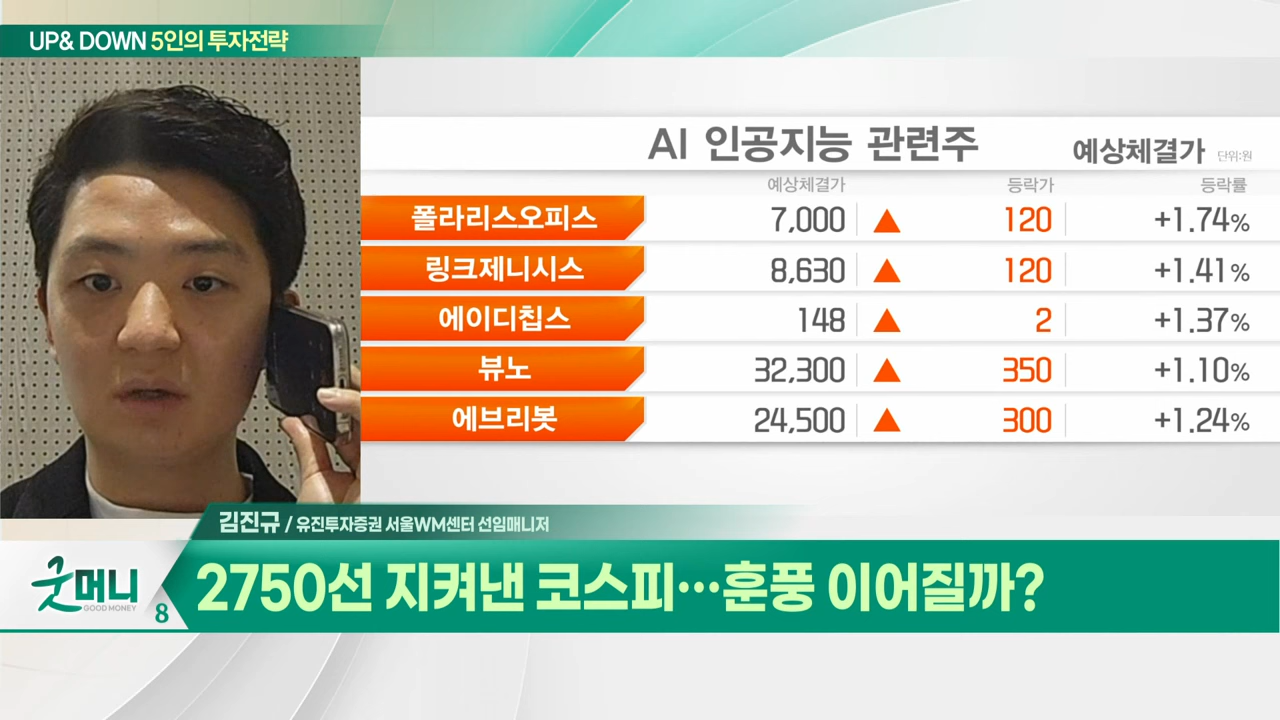 UP& DOWN 5인의 투자전략
AI 인공지능 관련주 예상체결가 단위:원
예상체결가 등락가 등락률
폴라리스오피스 7,000 ▲ 120 +1.74%
링크제니시스 8,630 ▲ 120 +1.41%
에이디칩스 148 ▲ 2 +1.37%
뷰노 32,300 ▲ 350 +1.10%
에브리봇 24,500 ▲ 300 +1.24%
김진규 / 유진투자증권 서울WM센터 선임매니저
굿머니
GOOD MONEY
8
2750선 지켜낸 코스피…훈풍 이어질까?